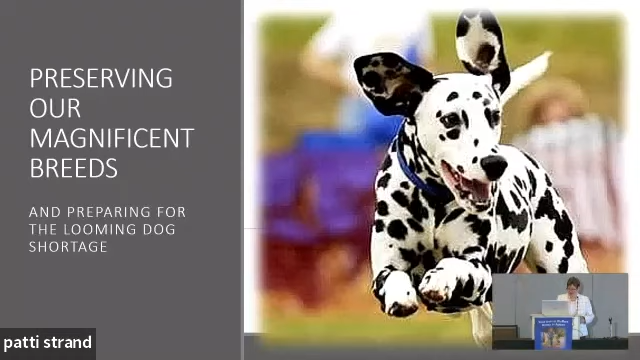 PRESERVING
OUR
MAGNIFICENT
BREEDS
AND PREPARING FOR
THE LOOMING DOG
SHORTAGE
patti strand